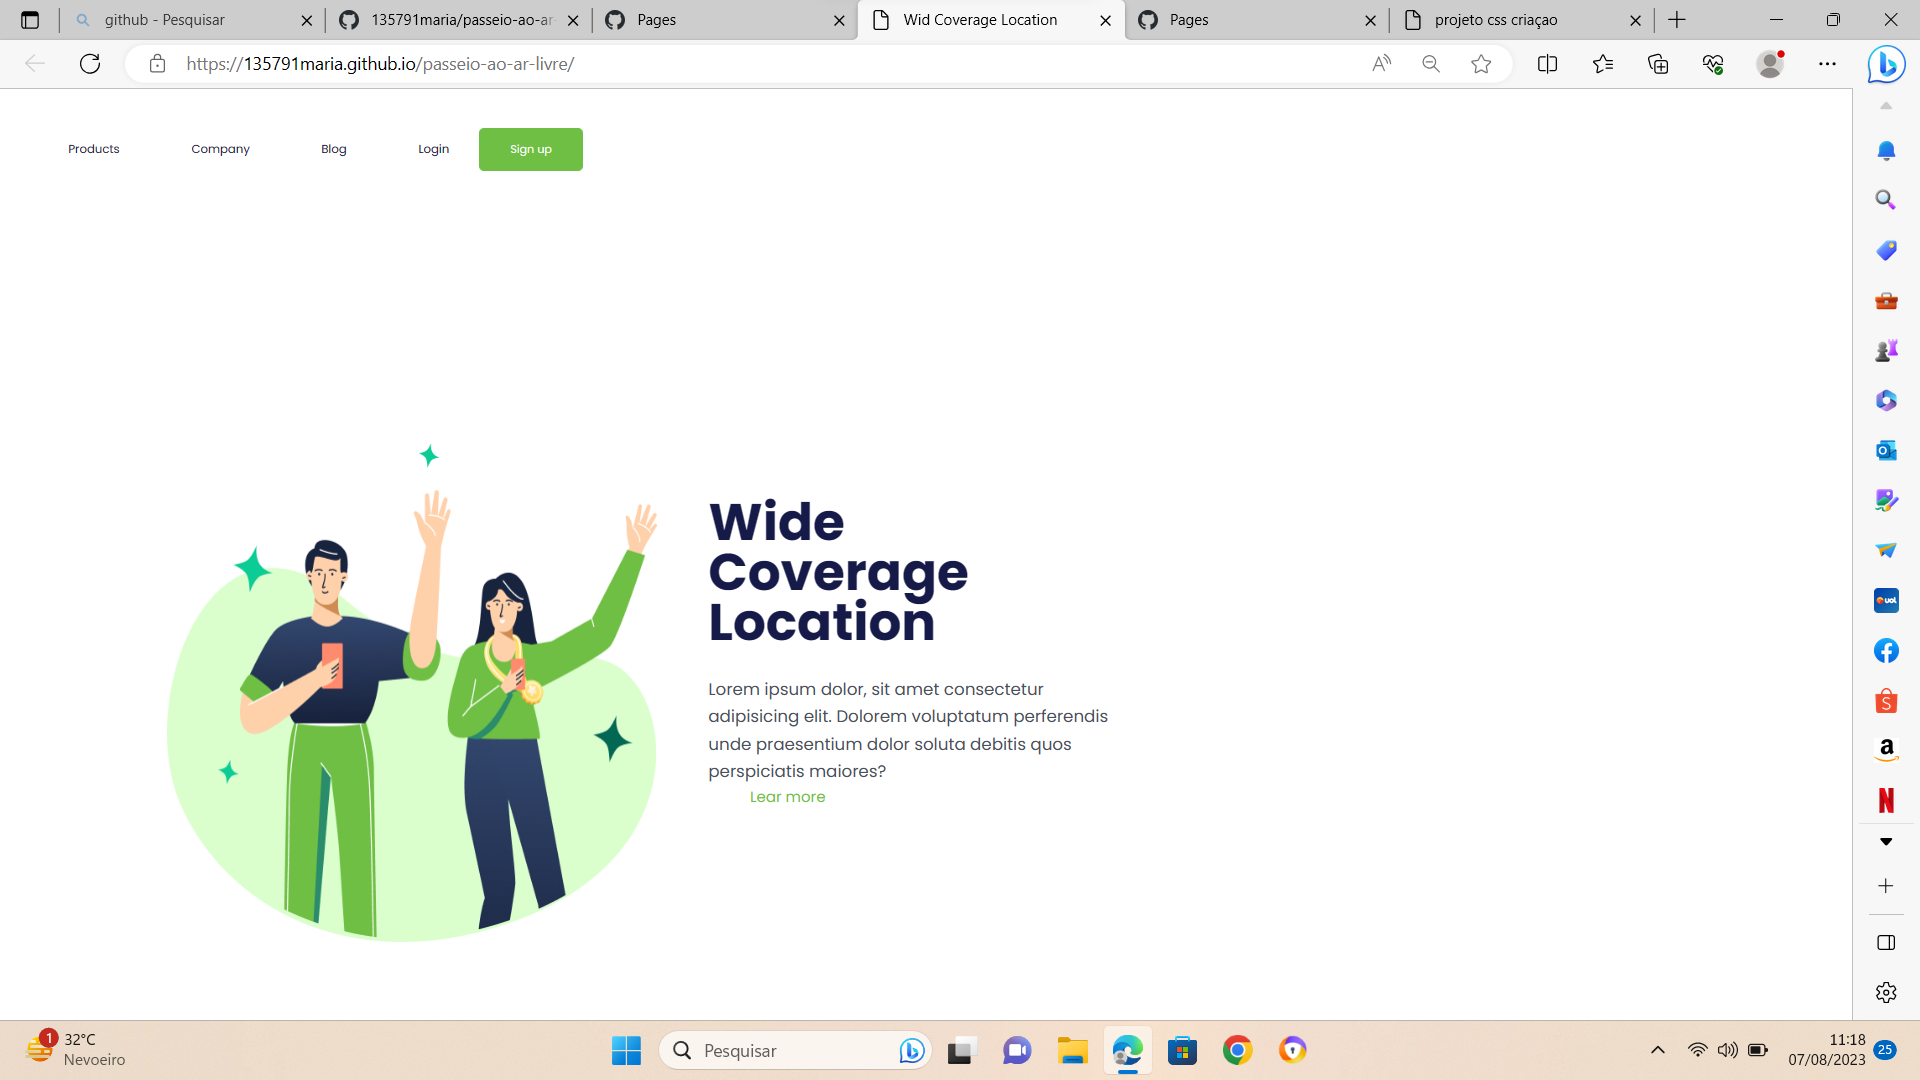 github - Pesquisar
135791maria/passeio-ao-ar-
Pages
Wid Coverage Location
Pages
projeto css criaçao
https://135791maria.github.io/passeio-ao-ar-livre/
Products Company Blog Login Sign up
Wide
Coverage
Location
Lorem ipsum dolor, sit amet consectetur
adipisicing elit. Dolorem voluptatum perferendis
unde praesentium dolor soluta debitis quos
perspiciatis maiores?
Lear more
uol
a
1
32°C
Nevoeiro
Pesquisar
11:18
07/08/2023
25